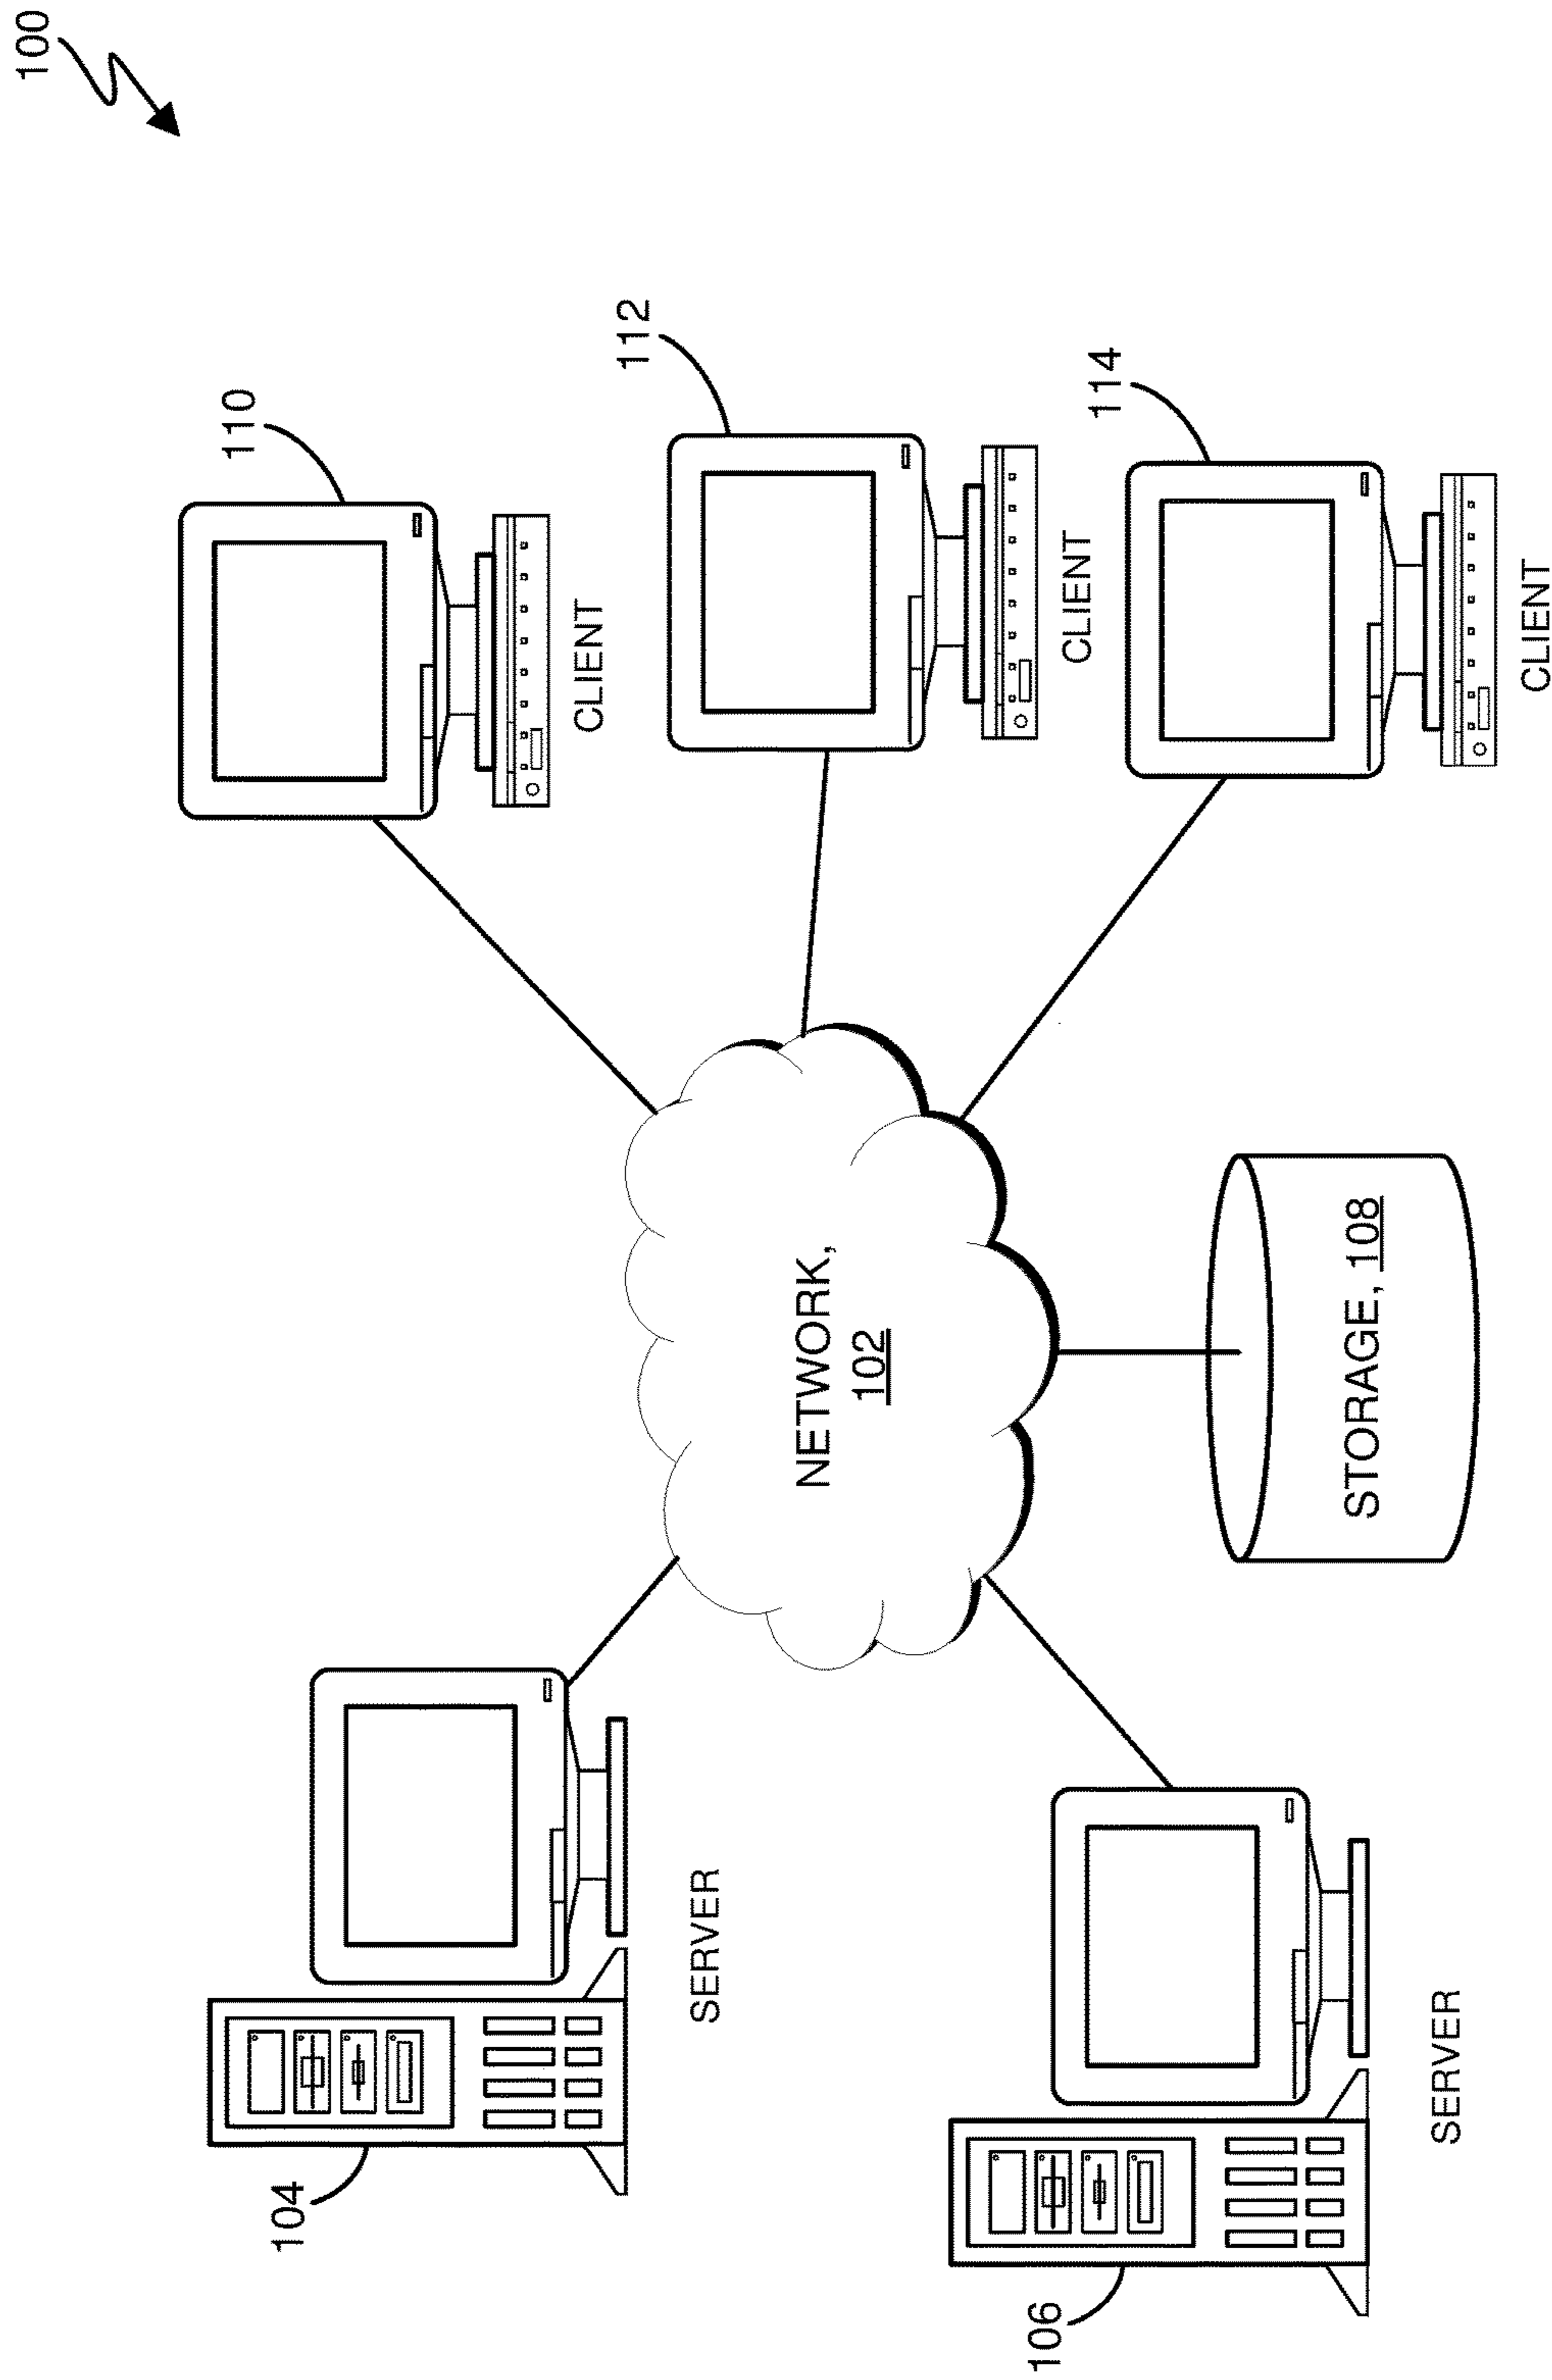 100
104
SERVER
106
SERVER
NETWORK,
102
STORAGE, 108
110
CLIENT
112
CLIENT
114
CLIENT